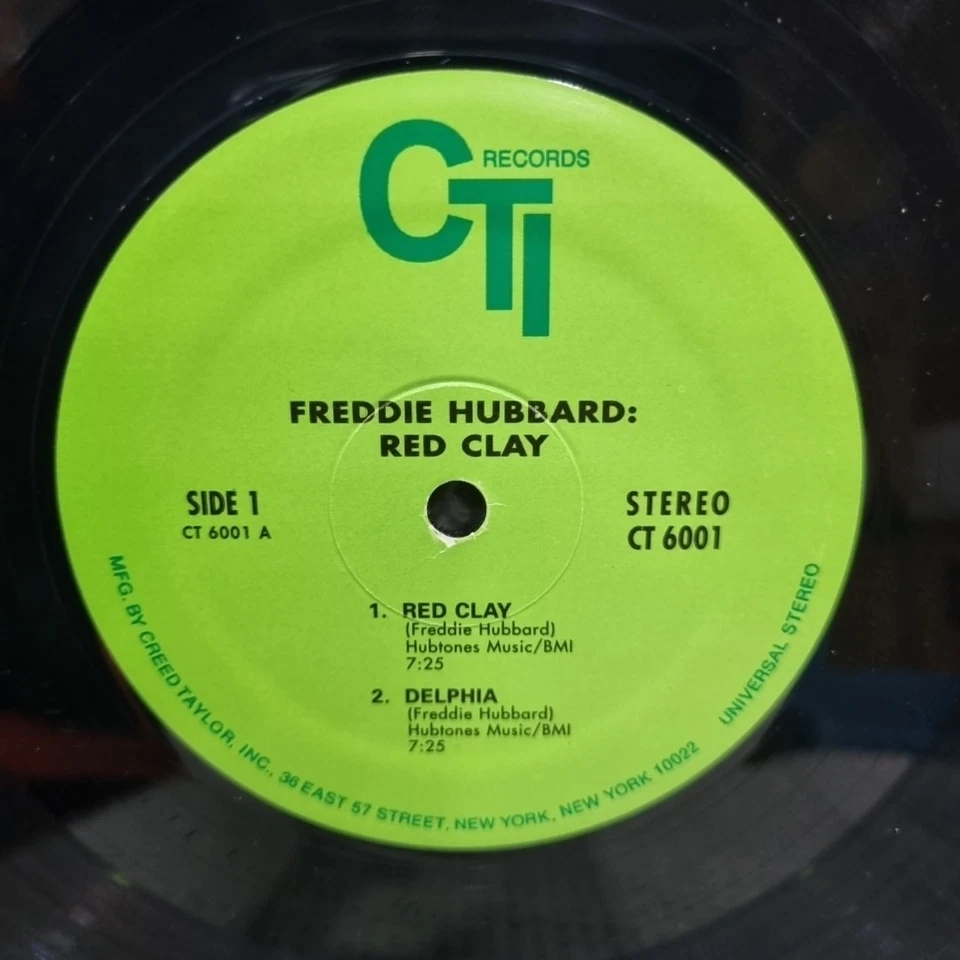 CTI RECORDS
FREDDIE HUBBARD:
RED CLAY
SIDE 1
CT 6001 A
STEREO
CT 6001
1. RED CLAY
(Freddie Hubbard)
Hubtones Music/BMI
7:25
2. DELPHIA
(Freddie Hubbard)
Hubtones Music/BMI
7:25
MFG. BY CREED TAYLOR, INC., 36 EAST 57 STREET, NEW YORK, NEW YORK 10022
UNIVERSAL STEREO